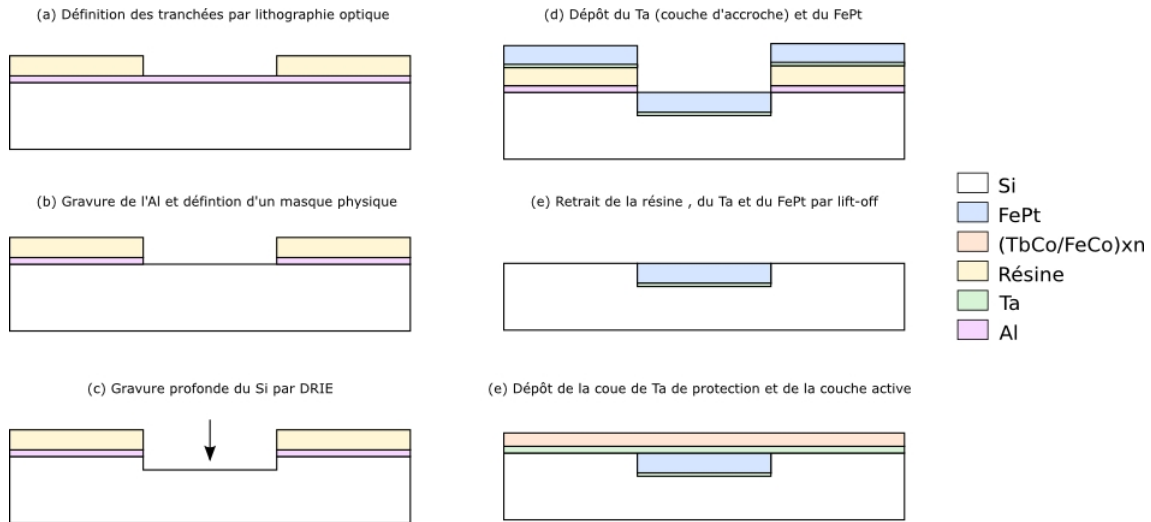 (a) Définition des tranchées par lithographie optique
(b) Gravure de l'Al et défintion d'un masque physique
(c) Gravure profonde du Si par DRIE
(d) Dépôt du Ta (couche d'accroche) et du FePt
(e) Retrait de la résine , du Ta et du FePt par lift-off
(e) Dépôt de la coue de Ta de protection et de la couche active
Si
FePt
(TbCo/FeCo)xn
Résine
Ta
Al